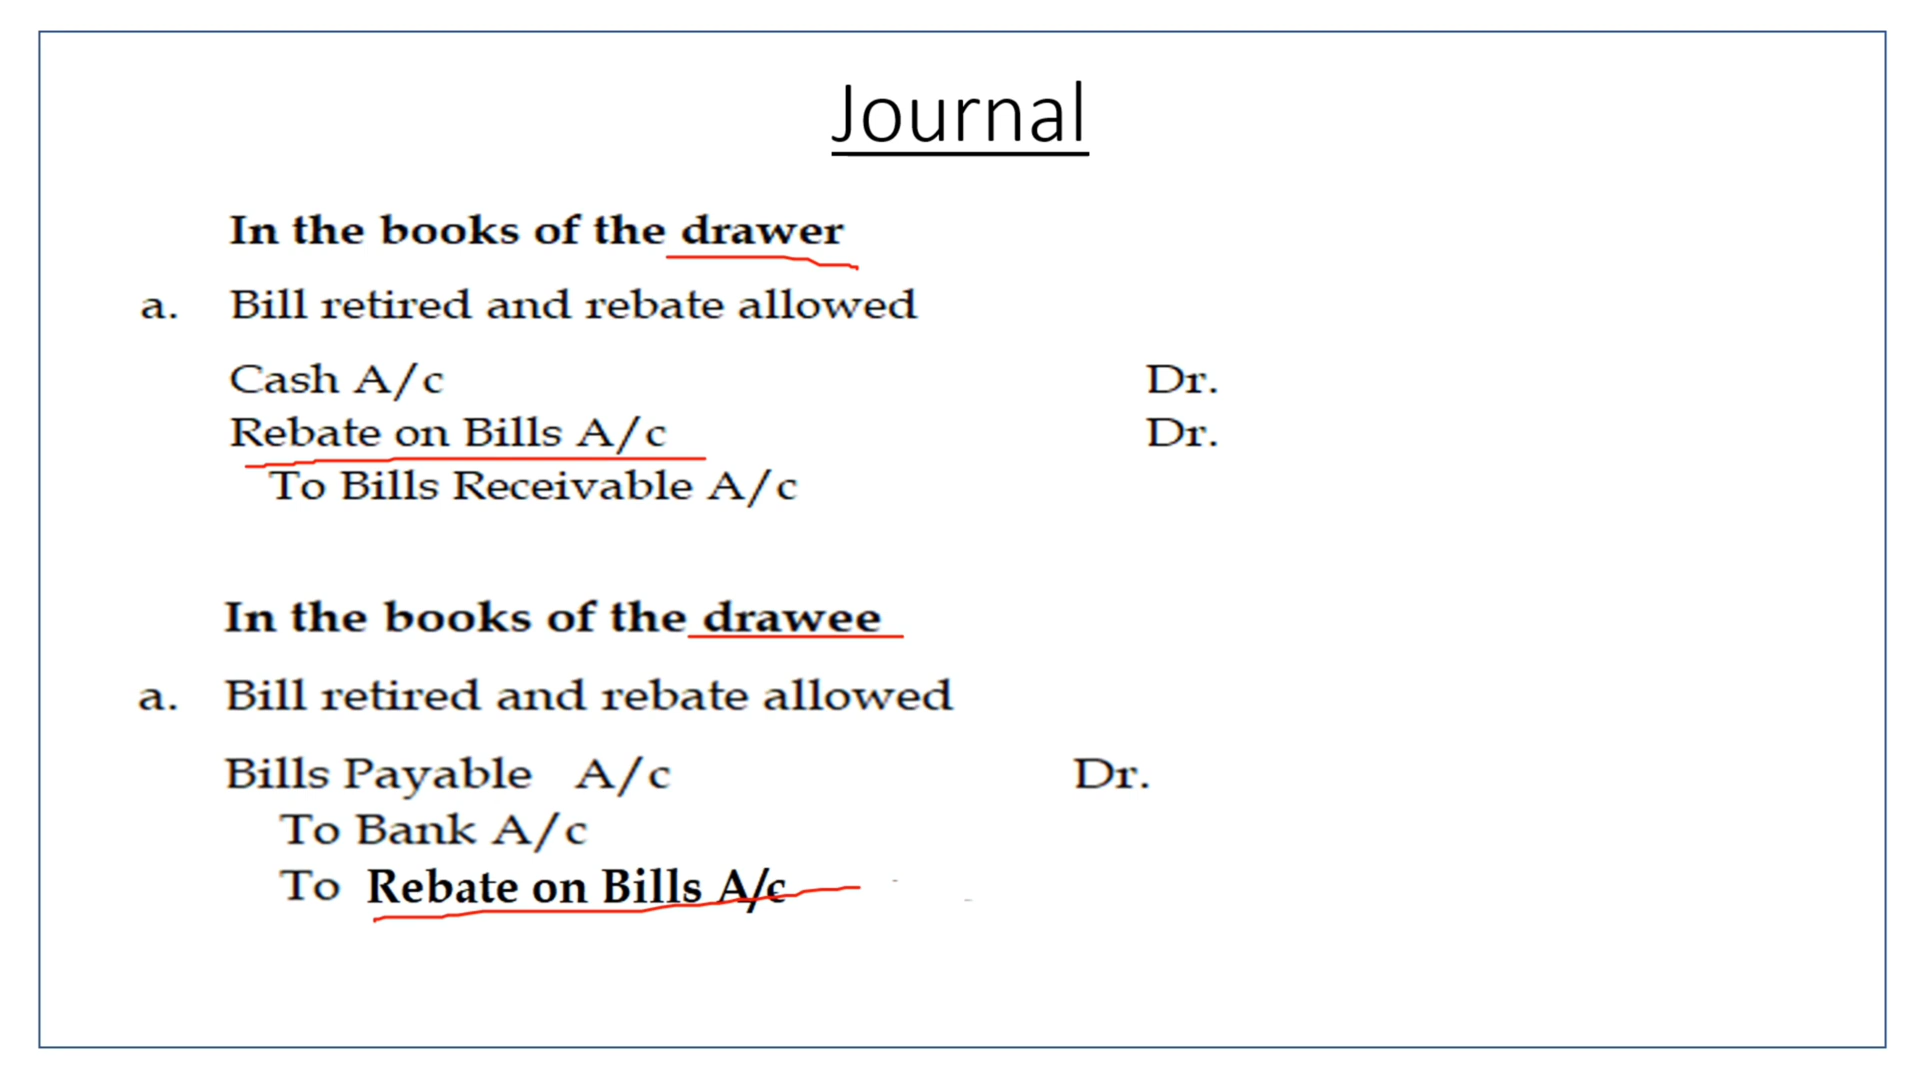 Journal
In the books of the drawer
a. Bill retired and rebate allowed
Cash A/c Dr.
Rebate on Bills A/c Dr.
To Bills Receivable A/c
In the books of the drawee
a. Bill retired and rebate allowed
Bills Payable A/c Dr.
To Bank A/c
To Rebate on Bills A/c